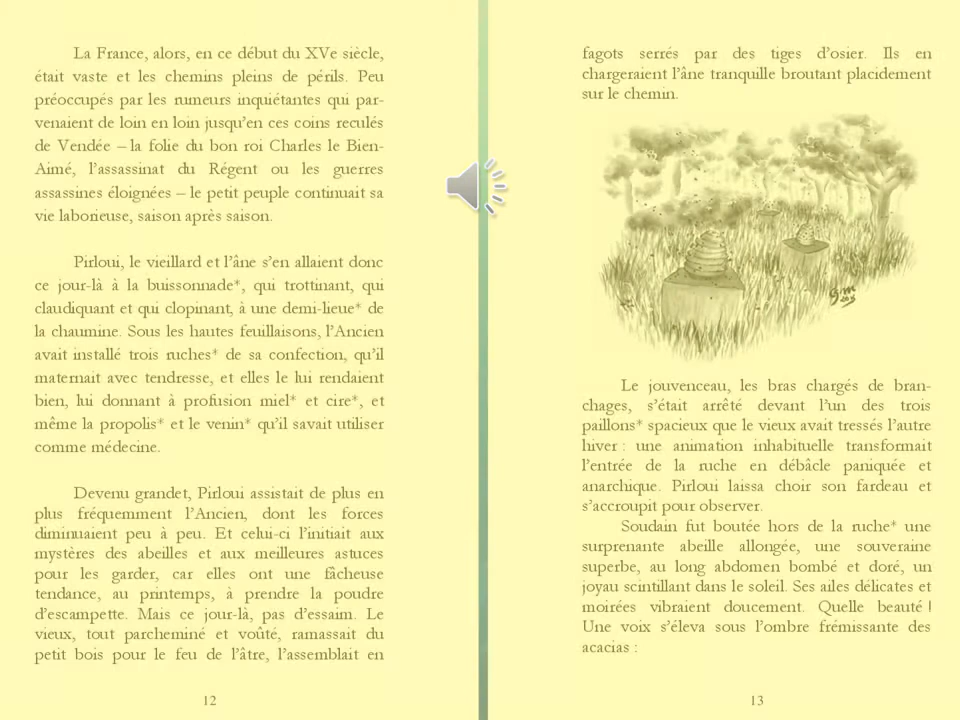 La France, alors, en ce début du XVe siècle,
était vaste et les chemins pleins de périls. Peu
préoccupés par les rumeurs inquiétantes qui par-
venaient de loin en loin jusqu’en ces coins reculés
de Vendée – la folie du bon roi Charles le Bien-
Aimé, l’assassinat du Régent ou les guerres
assassines éloignées – le petit peuple continuait sa
vie laborieuse, saison après saison.
Pirloui, le vieillard et l’âne s’en allaient donc
ce jour-là à la buissonnade*, qui trottinant, qui
claudiquant et qui clopinant, à une demi-lieue* de
la chaumine. Sous les hautes feuillaisons, l’Ancien
avait installé trois ruches* de sa confection, qu’il
maternait avec tendresse, et elles le lui rendaient
bien, lui donnant à profusion miel* et cire*, et
même la propolis* et le venin* qu’il savait utiliser
comme médecine.
Devenu grandet, Pirloui assistait de plus en
plus fréquemment l’Ancien, dont les forces
diminuaient peu à peu. Et celui-ci l’initiait aux
mystères des abeilles et aux meilleures astuces
pour les garder, car elles ont une fâcheuse
tendance, au printemps, à prendre la poudre
d’escampette. Mais ce jour-là, pas d’essaim. Le
vieux, tout parcheminé et voûté, ramassait du
petit bois pour le feu de l’âtre, l’assemblait en
12
fagots serrés par des tiges d’osier. Ils en
chargeraient l’âne tranquille broutant placidement
sur le chemin.
Le jouvenceau, les bras chargés de bran-
chages, s’était arrêté devant l’un des trois
paillons* spacieux que le vieux avait tressés l’autre
hiver : une animation inhabituelle transformait
l’entrée de la ruche en débâcle paniquée et
anarchique. Pirloui laissa choir son fardeau et
s’accroupit pour observer.
Soudain fut boutée hors de la ruche* une
surprenante abeille allongée, une souveraine
superbe, au long abdomen bombé et doré, un
joyau scintillant dans le soleil. Ses ailes délicates et
moirées vibraient doucement. Quelle beauté !
Une voix s’éleva sous l’ombre frémissante des
acacias :
13